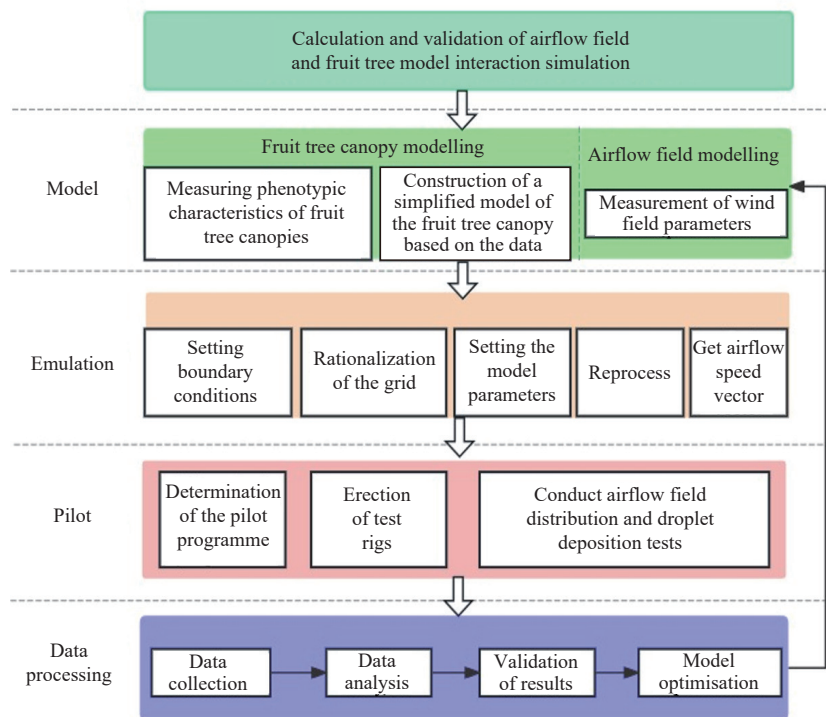 Calculation and validation of airflow field
and fruit tree model interaction simulation
Model
Fruit tree canopy modelling
Measuring phenotypic
characteristics of fruit
tree canopies
Construction of a
simplified model of
the fruit tree canopy
based on the data
Airflow field modelling
Measurement of wind
field parameters
Emulation
Setting
boundary
conditions
Rationalization
of the grid
Setting the
model
parameters
Reprocess
Get airflow
speed
vector
Pilot
Determination
of the pilot
programme
Erection
of test
rigs
Conduct airflow field
distribution and droplet
deposition tests
Data
processing
Data
collection
Data
analysis
Validation
of results
Model
optimisation